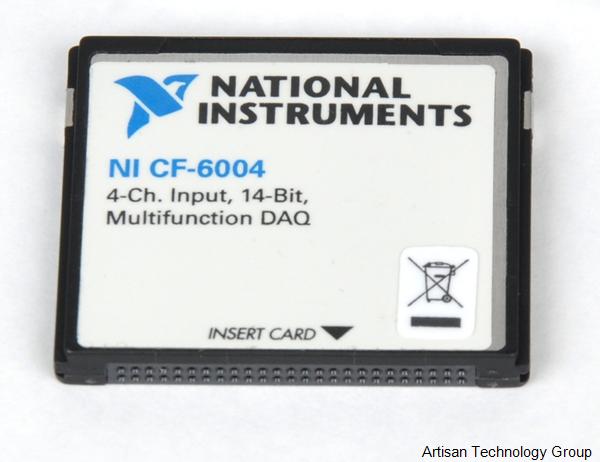 NATIONAL
INSTRUMENTS
NI CF-6004
4-Ch. Input, 14-Bit,
Multifunction DAQ
INSERT CARD
Artisan Technology Group